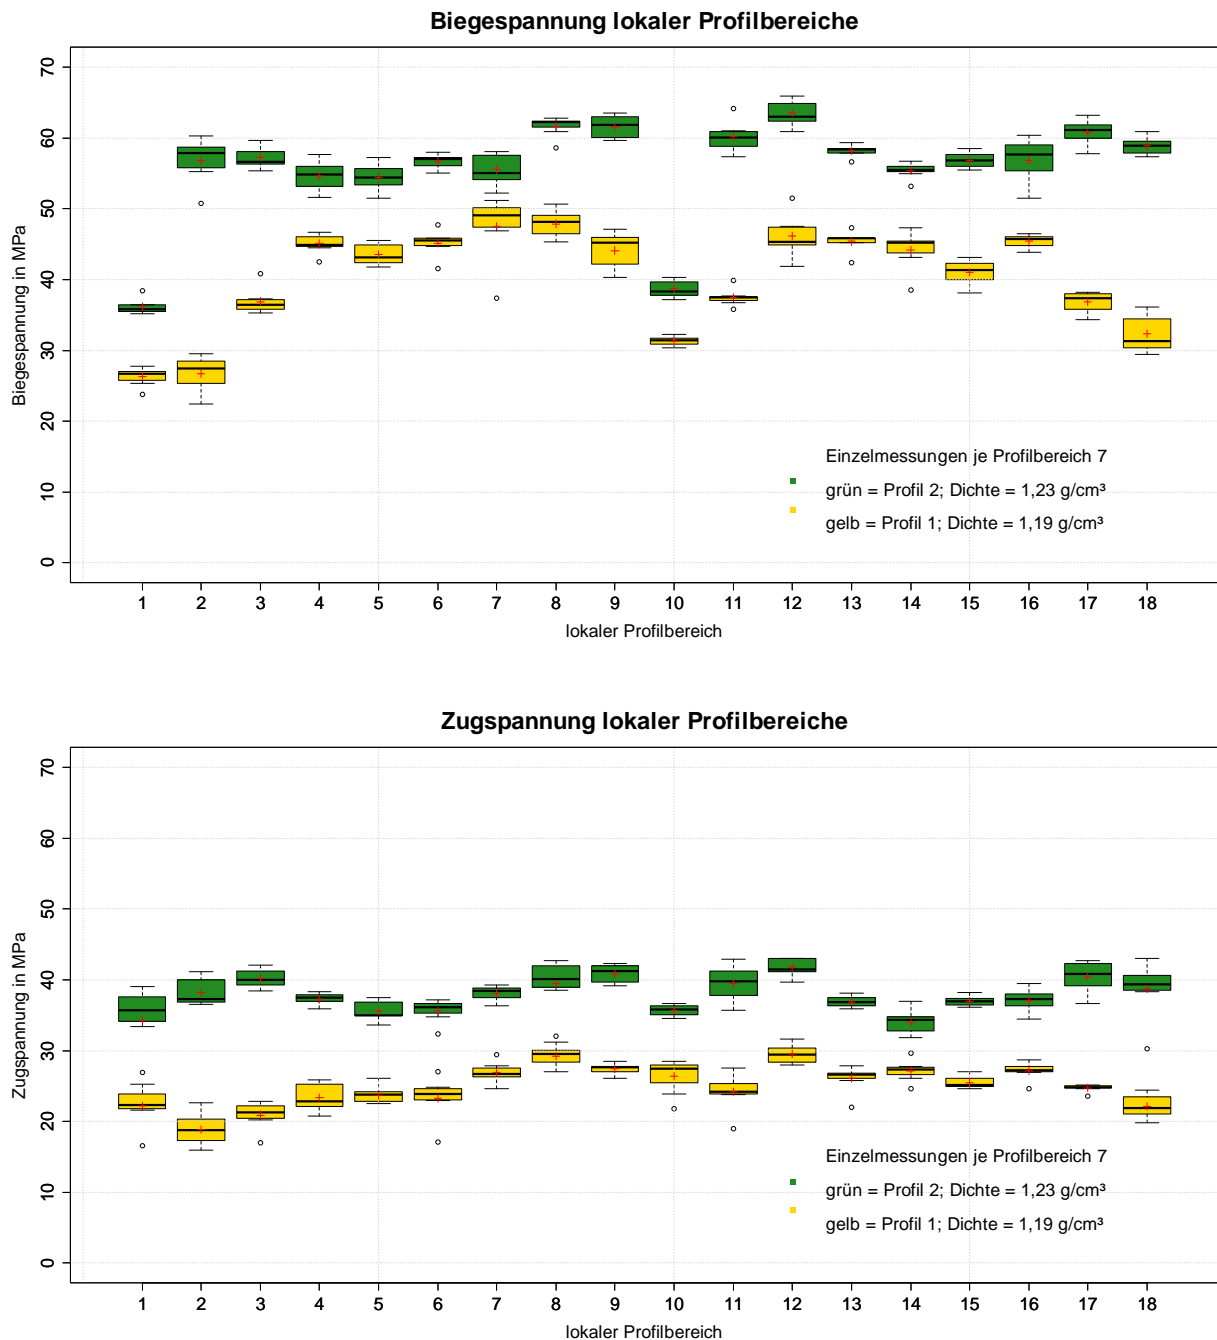 Biegespannung lokaler Profilbereiche
Biegespannung in MPa
70
60
50
40
30
20
10
0
Einzelmessungen je Profilbereich 7
grün = Profil 2; Dichte = 1,23 g/cm³
gelb = Profil 1; Dichte = 1,19 g/cm³
1 2 3 4 5 6 7 8 9 10 11 12 13 14 15 16 17 18
lokaler Profilbereich
Zugspannung lokaler Profilbereiche
Zugspannung in MPa
70
60
50
40
30
20
10
0
Einzelmessungen je Profilbereich 7
grün = Profil 2; Dichte = 1,23 g/cm³
gelb = Profil 1; Dichte = 1,19 g/cm³
1 2 3 4 5 6 7 8 9 10 11 12 13 14 15 16 17 18
lokaler Profilbereich